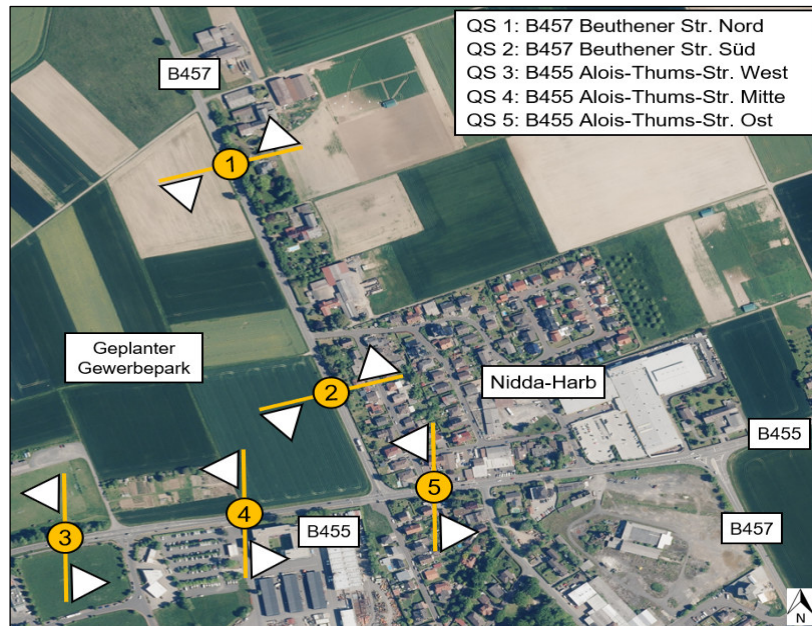 QS 1: B457 Beuthener Str. Nord
QS 2: B457 Beuthener Str. Süd
QS 3: B455 Alois-Thums-Str. West
QS 4: B455 Alois-Thums-Str. Mitte
QS 5: B455 Alois-Thums-Str. Ost
B457
1
Geplanter
Gewerbepark
2
Nidda-Harb
B455
5
4
3
B455
B457
N